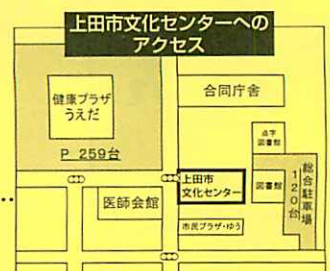 上田市文化センターへの
アクセス
健康プラザ
うえだ
P 259台
合同庁舎
点字
図書館
上田市
文化センター
図書館
総合駐車場
120台
医師会館
市民プラザ・ゆう